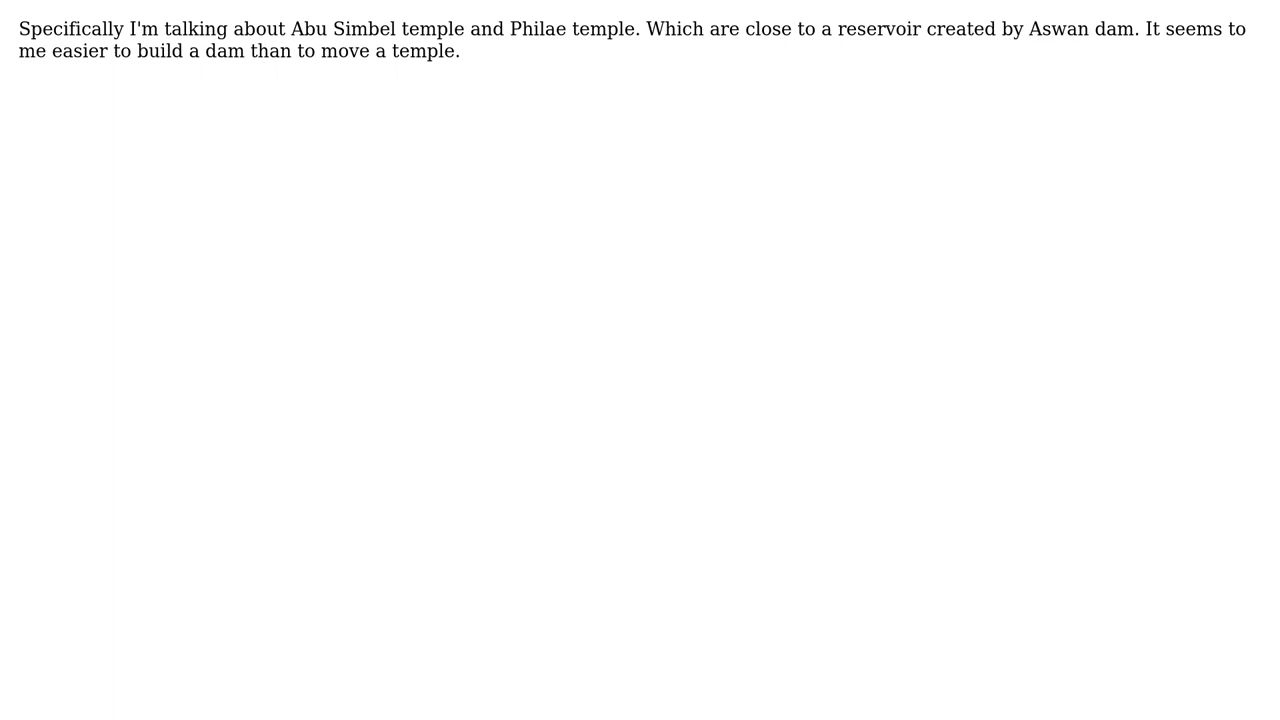 Specifically I'm talking about Abu Simbel temple and Philae temple. Which are close to a reservoir created by Aswan dam. It seems to
me easier to build a dam than to move a temple.